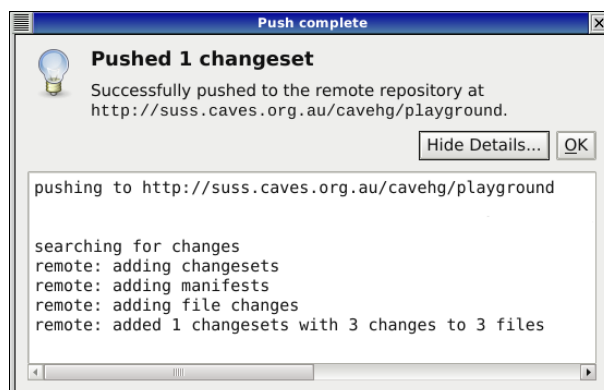 Push complete
Pushed 1 changeset
Successfully pushed to the remote repository at
http://suss.caves.org.au/cavehg/playground.
Hide Details...
OK
pushing to http://suss.caves.org.au/cavehg/playground
searching for changes
remote: adding changesets
remote: adding manifests
remote: adding file changes
remote: added 1 changesets with 3 changes to 3 files